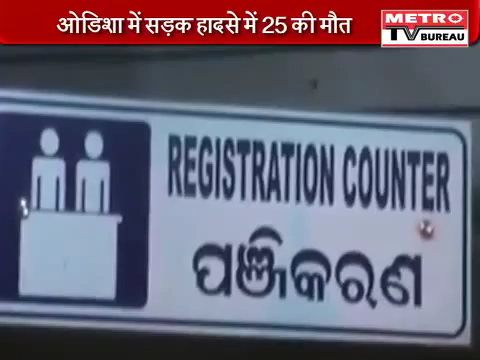 ओडिशा में सड़क हादसे में 25 की मौत
METRO
TV BUREAU
REGISTRATION COUNTER
ପଞ୍ଜିକରଣ